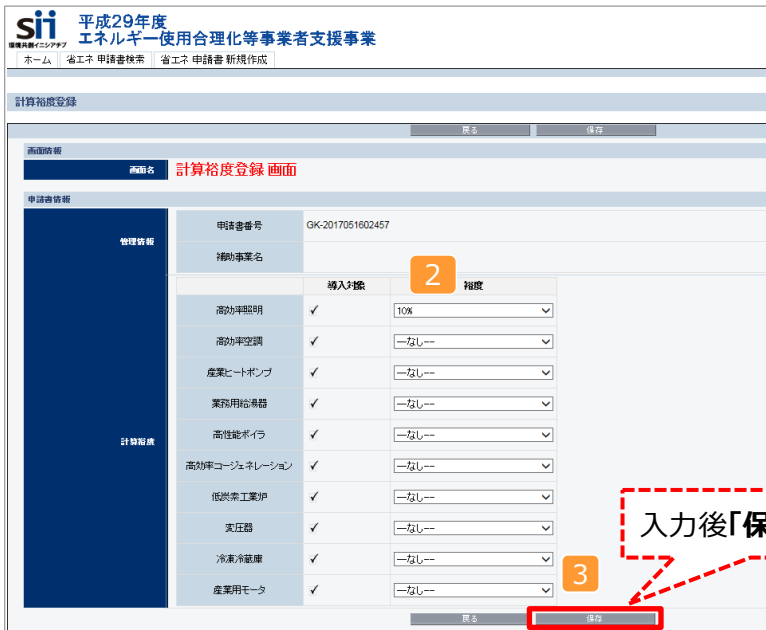 sii
環境共創イニシアチブ
平成29年度
エネルギー使用合理化等事業者支援事業
ホーム 省エネ 申請書検索 省エネ 申請書 新規作成
計算裕度登録
戻る 保存
画面情報
画面名 計算裕度登録 画面
申請書情報
管理情報
申請書番号 GK-2017051602457
補助事業名
計算裕度
導入対象 2 裕度
高効率照明 ✓ 10%
高効率空調 ✓ --なし--
産業ヒートポンプ ✓ --なし--
業務用給湯器 ✓ --なし--
高性能ボイラ ✓ --なし--
高効率コージェネレーション ✓ --なし--
低炭素工業炉 ✓ --なし--
変圧器 ✓ --なし--
冷凍冷蔵庫 ✓ --なし--
産業用モータ ✓ --なし--
入力後「保
3
戻る 保存